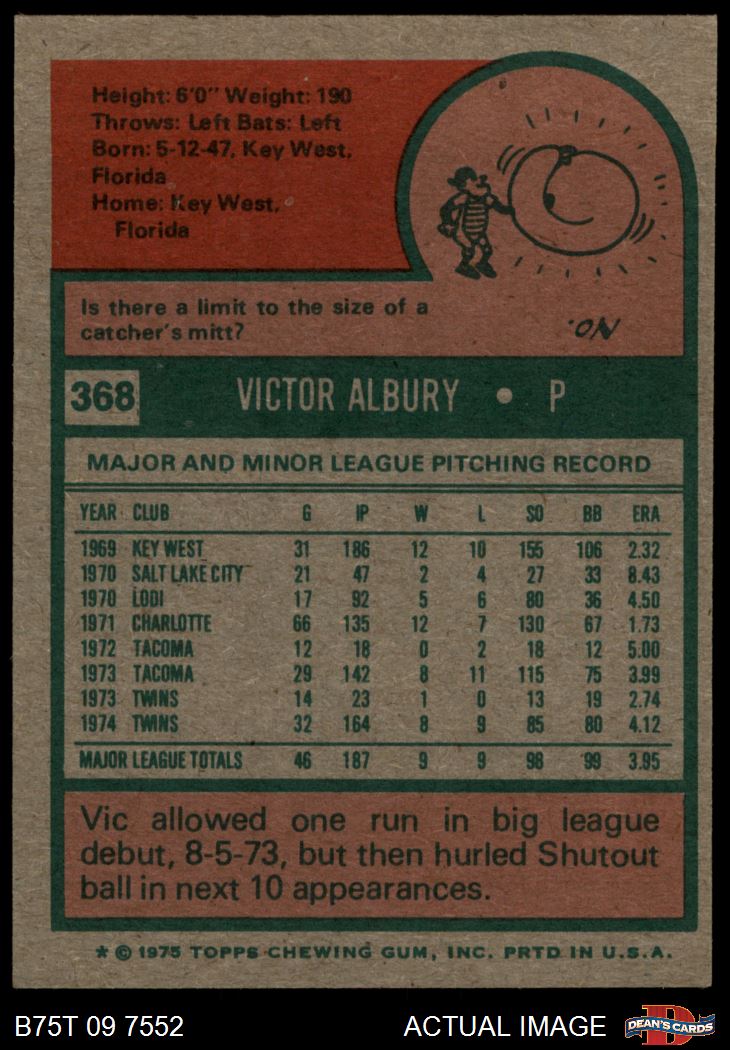 Height: 6'0" Weight: 190
Throws: Left Bats: Left
Born: 5-12-47, Key West,
Florida
Home: Key West,
Florida
Is there a limit to the size of a
catcher's mitt?
NO.
368 VICTOR ALBURY • P
MAJOR AND MINOR LEAGUE PITCHING RECORD
YEAR CLUB G IP W L SO BB ERA
1969 KEY WEST 31 186 12 10 155 106 2.32
1970 SALT LAKE CITY 21 47 2 4 27 33 8.43
1970 LODI 17 92 5 6 80 36 4.50
1971 CHARLOTTE 66 135 12 7 130 67 1.73
1972 TACOMA 12 18 0 2 18 12 5.00
1973 TACOMA 29 142 8 11 115 75 3.99
1973 TWINS 14 23 1 0 13 19 2.74
1974 TWINS 32 164 8 9 85 80 4.12
MAJOR LEAGUE TOTALS 46 187 9 9 98 99 3.95
Vic allowed one run in big league
debut, 8-5-73, but then hurled Shutout
ball in next 10 appearances.
* © 1975 TOPPS CHEWING GUM, INC. PRTD IN U.S.A.
B75T 09 7552 ACTUAL IMAGE D DEAN'S CARDS